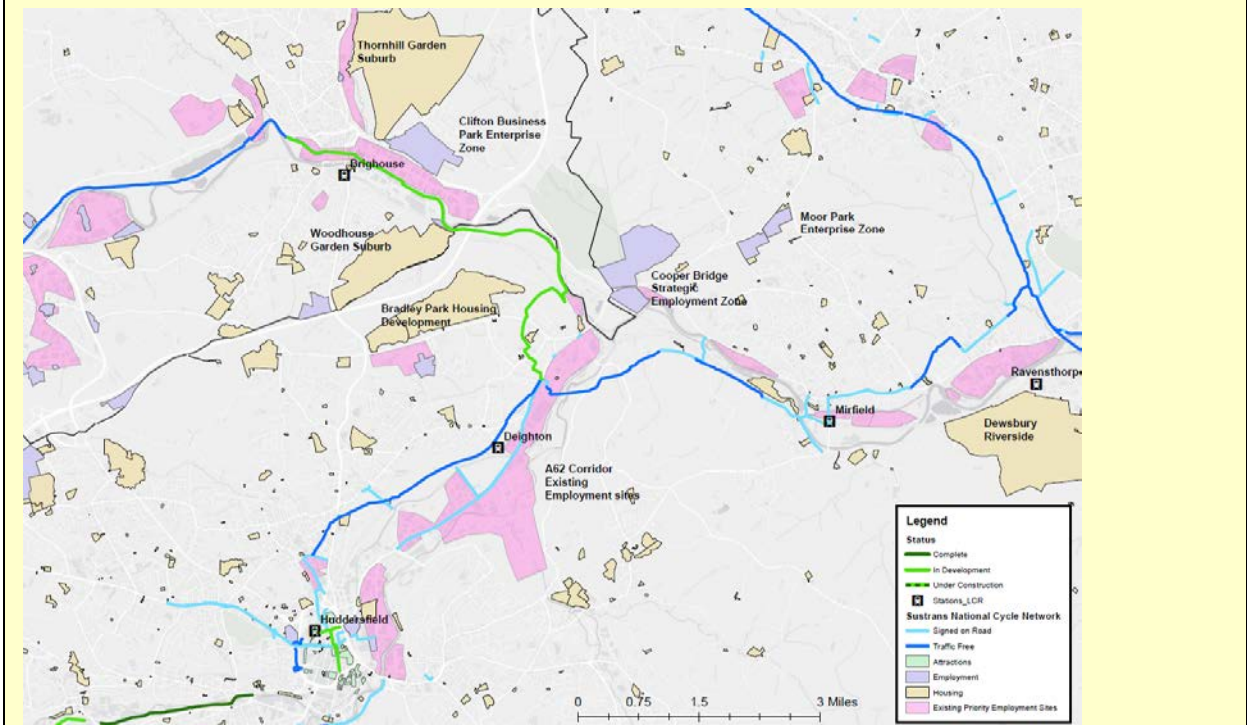 Thornhill Garden
Suburb
Clifton Business
Park Enterprise
Zone
Brighouse
Woodhouse
Garden Suburb
Moor Park
Enterprise Zone
Cooper Bridge
Strategic
Employment Zone
Bradley Park Housing
Development
Ravensthorpe
Mirfield
Dewsbury
Riverside
Deighton
A62 Corridor
Existing
Employment sites
Huddersfield
0 0.75 1.5 3 Miles
Legend
Status
Complete
In Development
Under Construction
Stations_LCR
Sustrans National Cycle Network
Signed on Road
Traffic Free
Attractions
Employment
Housing
Existing Priority Employment Sites